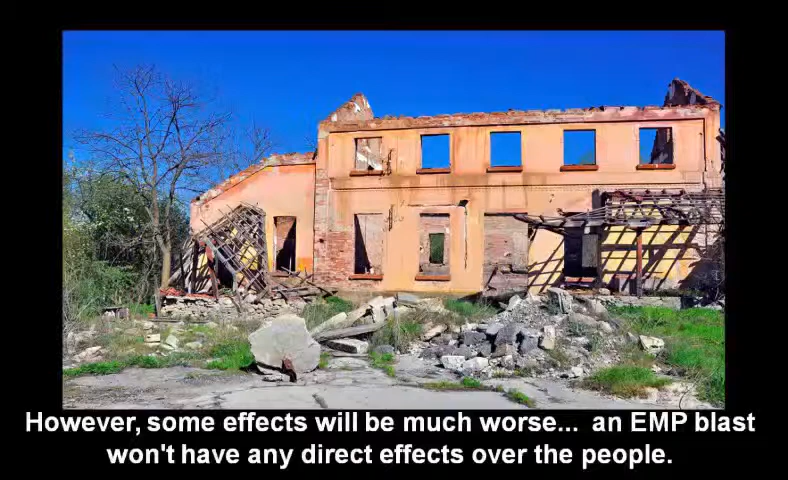 However, some effects will be much worse...  an EMP blast
won't have any direct effects over the people.